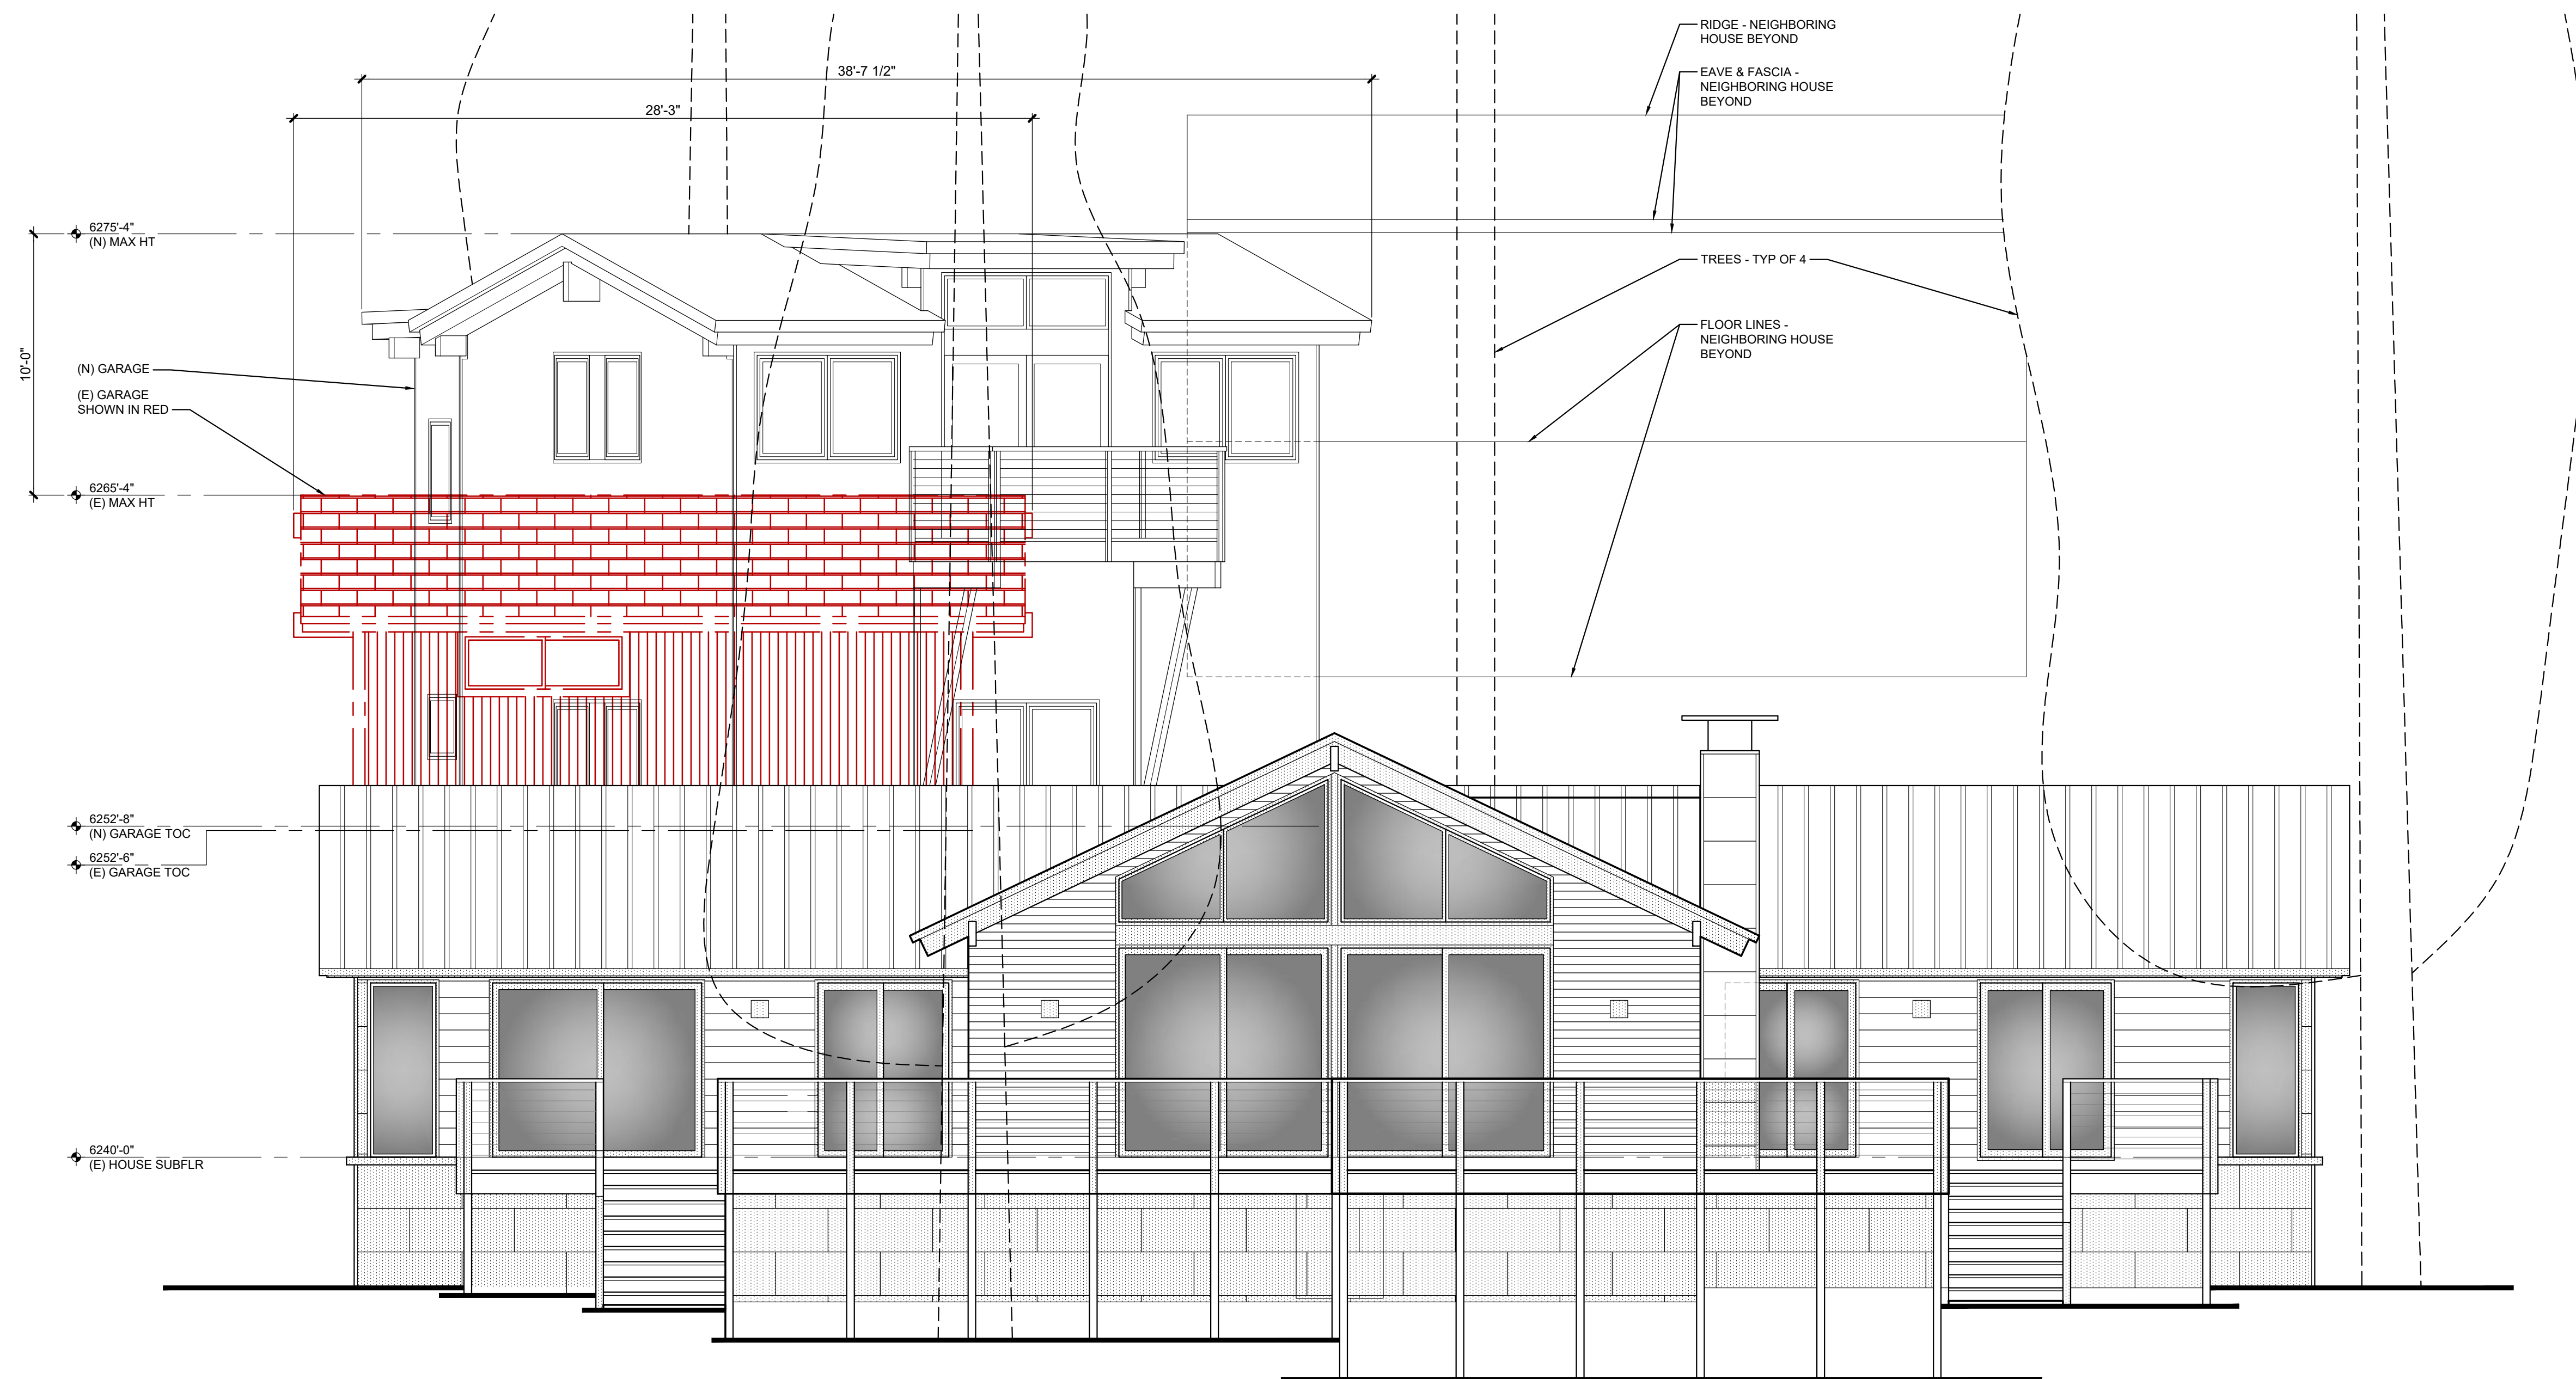 RIDGE - NEIGHBORING
HOUSE BEYOND
38'-7 1/2"
EAVE & FASCIA -
NEIGHBORING HOUSE
BEYOND
28'-3"
6275'-4"
(N) MAX HT
TREES - TYP OF 4
FLOOR LINES -
NEIGHBORING HOUSE
BEYOND
10'-0"
(N) GARAGE
(E) GARAGE
SHOWN IN RED
6265'-4"
(E) MAX HT
6252'-8"
(N) GARAGE TOC
6252'-6"
(E) GARAGE TOC
6240'-0"
(E) HOUSE SUBFLR